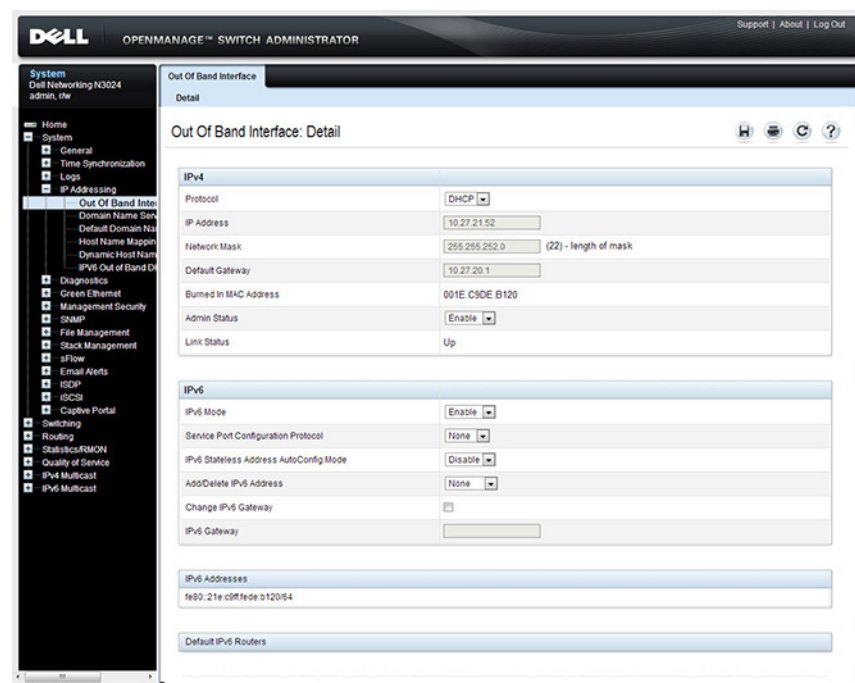 Support | About | Log Out
DELL OPENMANAGE™ SWITCH ADMINISTRATOR
System
Dell Networking N3024
admin, r/w
Home
System
General
Time Synchronization
Logs
IP Addressing
Out Of Band Inte
Domain Name Serv
Default Domain Na
Host Name Mappin
Dynamic Host Nam
IPV6 Out of Band D
Diagnostics
Green Ethernet
Management Security
SNMP
File Management
Stack Management
sFlow
Email Alerts
ISDP
iSCSI
Captive Portal
Switching
Routing
Statistics/RMON
Quality of Service
IPv4 Multicast
IPv6 Multicast
Out Of Band Interface
Detail
Out Of Band Interface: Detail
IPv4
Protocol DHCP
IP Address 10.27.21.52
Network Mask 255.255.252.0 (22) - length of mask
Default Gateway 10.27.20.1
Burned In MAC Address 001E.C9DE.B120
Admin Status Enable
Link Status Up
IPv6
IPv6 Mode Enable
Service Port Configuration Protocol None
IPv6 Stateless Address AutoConfig Mode Disable
Add/Delete IPv6 Address None
Change IPv6 Gateway
IPv6 Gateway
IPv6 Addresses
fe80::21e:c9ff:fede:b120/64
Default IPv6 Routers